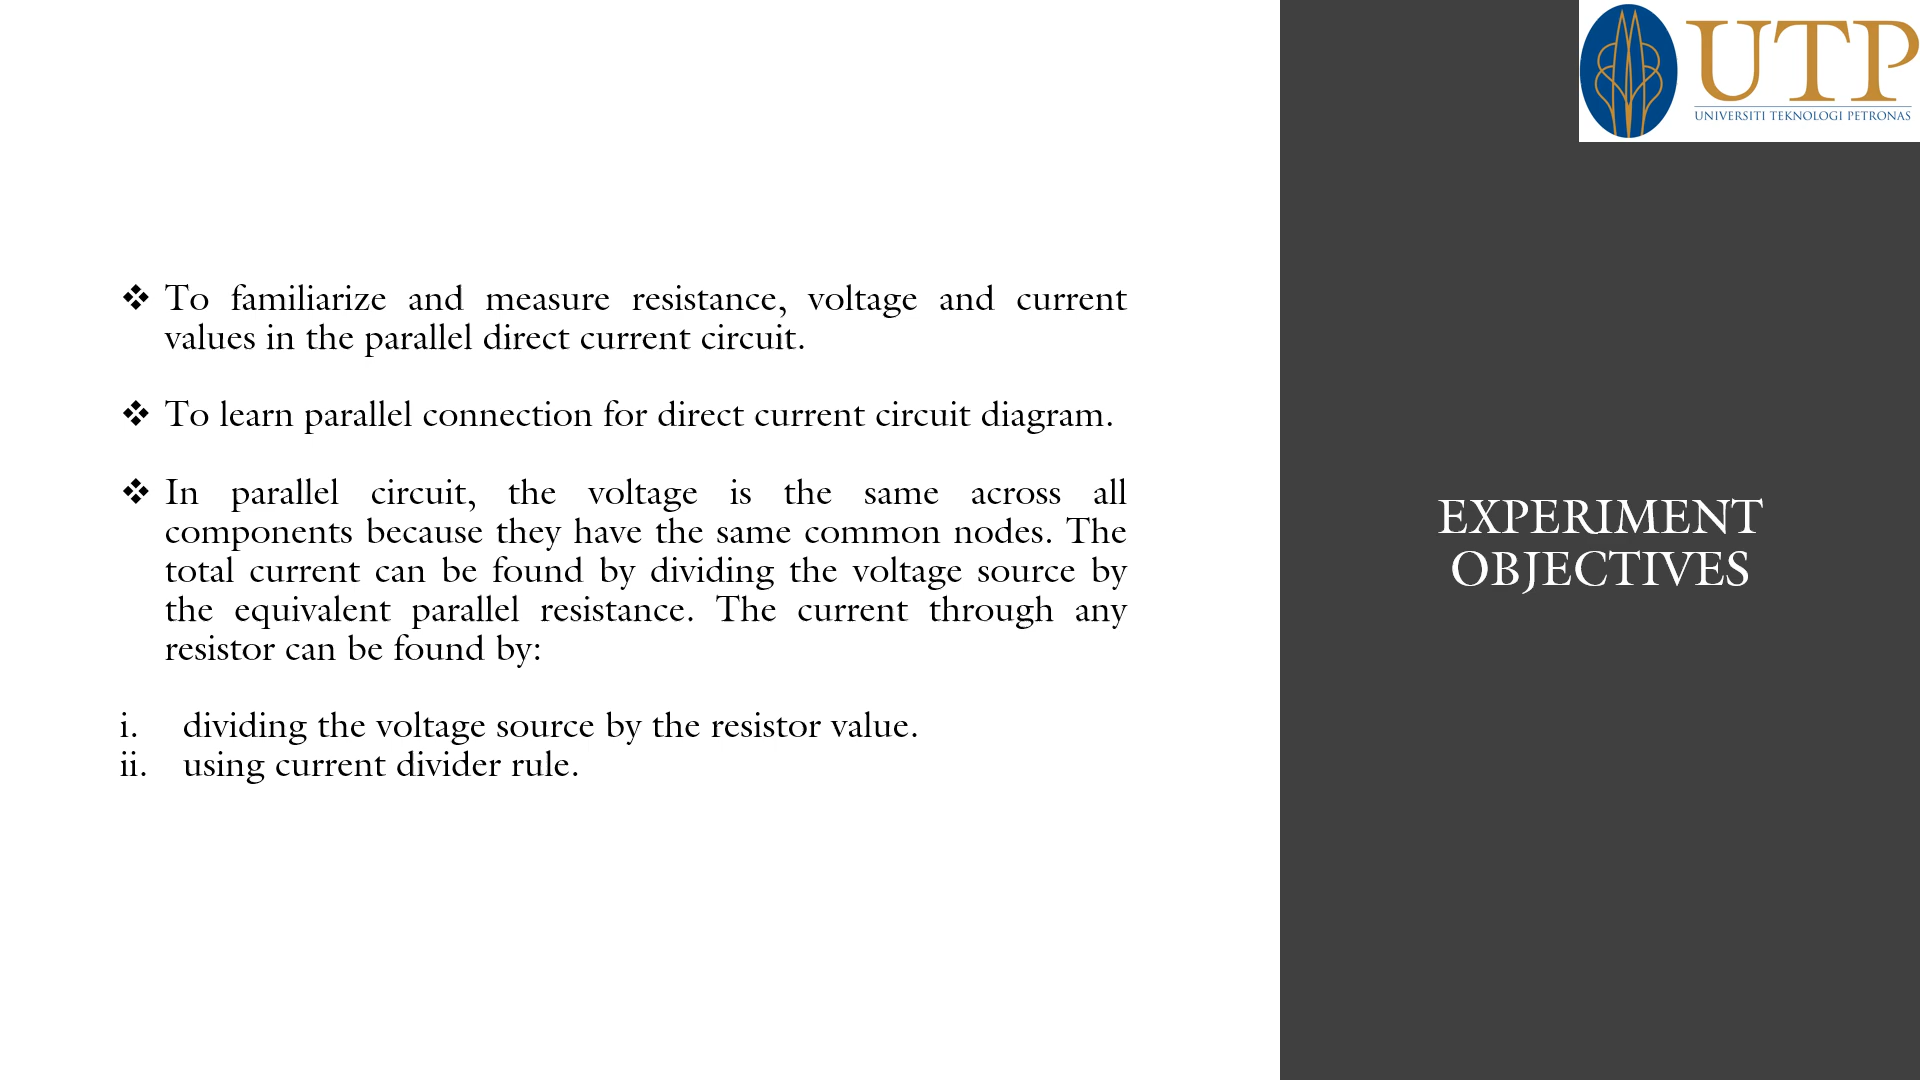 UTP
UNIVERSITI TEKNOLOGI PETRONAS
❖ To familiarize and measure resistance, voltage and current
values in the parallel direct current circuit.
❖ To learn parallel connection for direct current circuit diagram.
❖ In parallel circuit, the voltage is the same across all
components because they have the same common nodes. The
total current can be found by dividing the voltage source by
the equivalent parallel resistance. The current through any
resistor can be found by:
i. dividing the voltage source by the resistor value.
ii. using current divider rule.
EXPERIMENT
OBJECTIVES